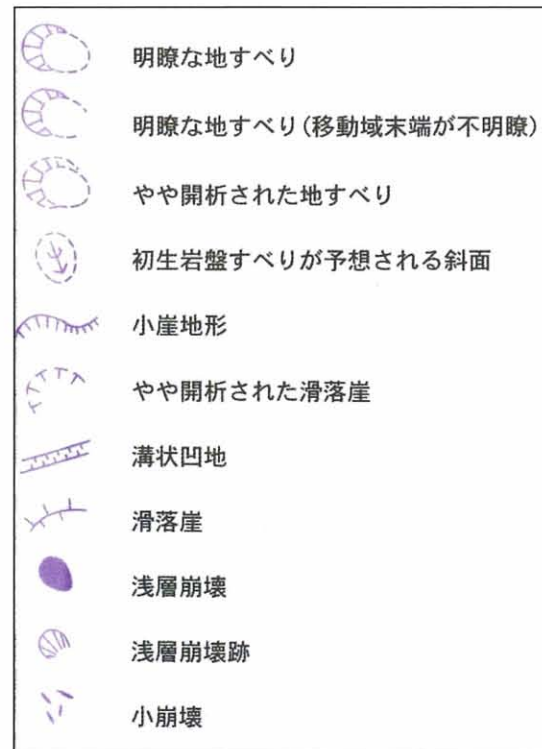 明瞭な地すべり
明瞭な地すべり(移動域末端が不明瞭)
やや開析された地すべり
初生岩盤すべりが予想される斜面
小崖地形
やや開析された滑落崖
溝状凹地
滑落崖
浅層崩壊
浅層崩壊跡
小崩壊